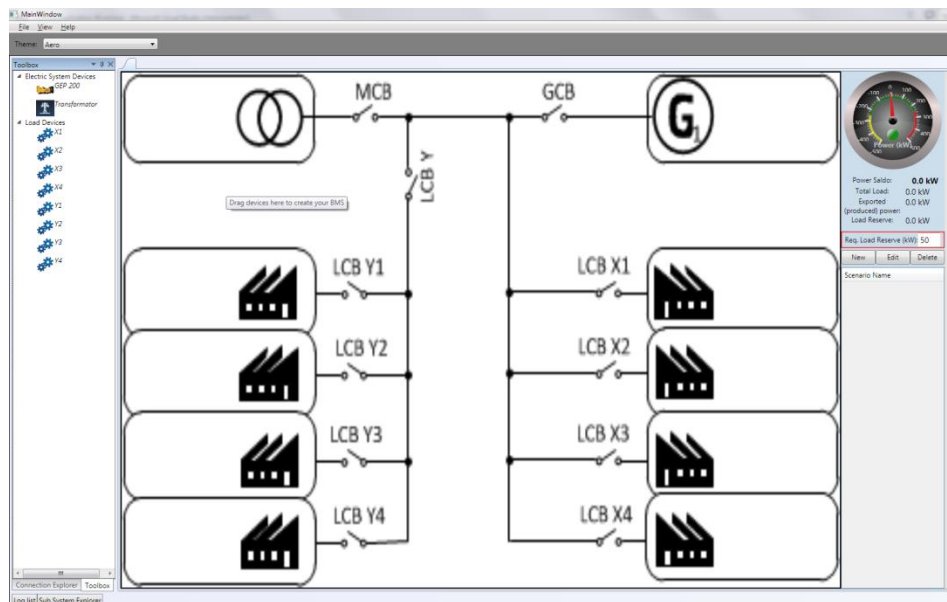 MainWindow
File View Help
Theme: Aero
Toolbox
Electric System Devices
GEP 200
Transformator
Load Devices
X1
X2
X3
X4
Y1
Y2
Y3
Y4
Connection Explorer Toolbox
Log list Sub System Explorer
MCB GCB
G1
LCB Y
Drag devices here to create your BMS
LCB Y1 LCB X1
LCB Y2 LCB X2
LCB Y3 LCB X3
LCB Y4 LCB X4
Power (kW)
Power Saldo: 0.0 kW
Total Load: 0.0 kW
Exported 0.0 kW
(produced) power:
Load Reserve: 0.0 kW
Req. Load Reserve (kW): 50
New Edit Delete
Scenario Name